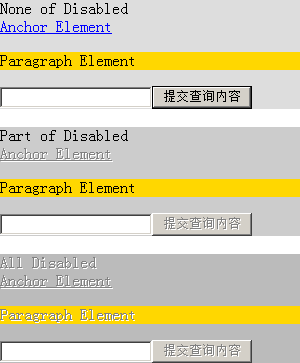 None of Disabled
Anchor Element
Paragraph Element
提交查询内容
Part of Disabled
Anchor Element
Paragraph Element
提交查询内容
All Disabled
Anchor Element
Paragraph Element
提交查询内容